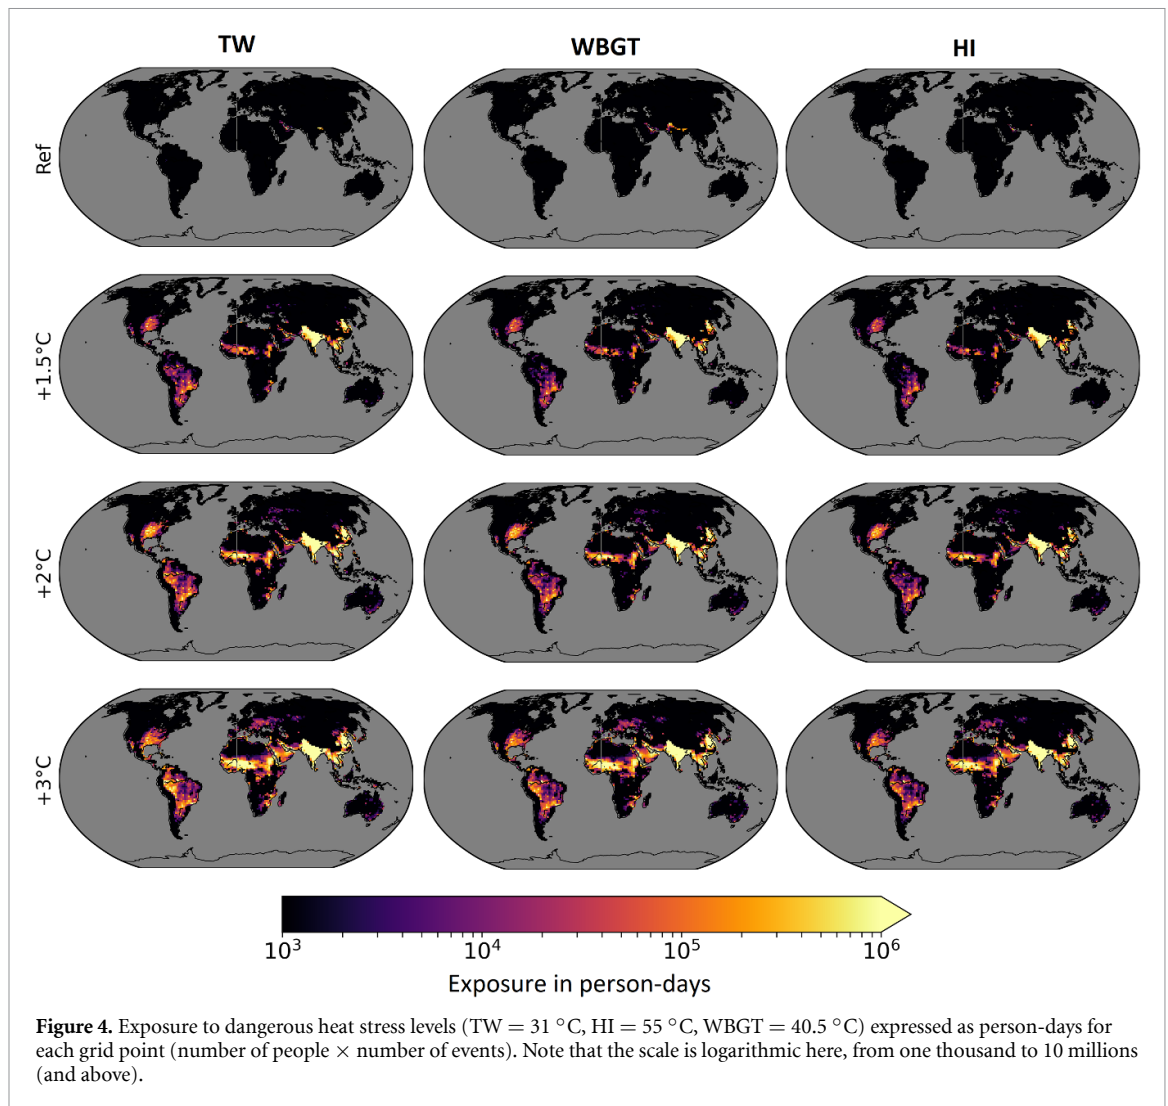 TW WBGT HI
Ref
+1.5°C
+2°C
+3°C
10³ 10⁴ 10⁵ 10⁶
Exposure in person-days
Figure 4. Exposure to dangerous heat stress levels (TW = 31 °C, HI = 55 °C, WBGT = 40.5 °C) expressed as person-days for
each grid point (number of people × number of events). Note that the scale is logarithmic here, from one thousand to 10 millions
(and above).